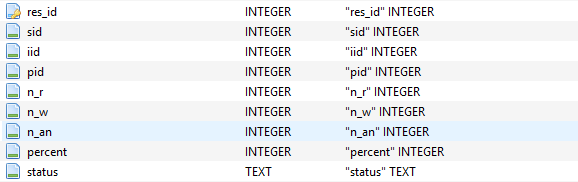 res_id INTEGER "res_id" INTEGER
sid INTEGER "sid" INTEGER
iid INTEGER "iid" INTEGER
pid INTEGER "pid" INTEGER
n_r INTEGER "n_r" INTEGER
n_w INTEGER "n_w" INTEGER
n_an INTEGER "n_an" INTEGER
percent INTEGER "percent" INTEGER
status TEXT "status" TEXT